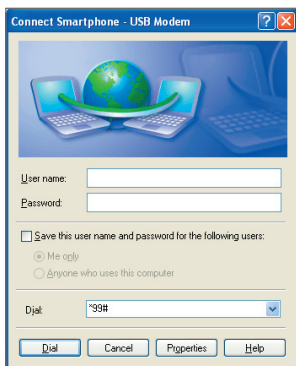 Connect Smartphone - USB Modem
User name:
Password:
Save this user name and password for the following users:
Me only
Anyone who uses this computer
Dial: *99#
Dial Cancel Properties Help